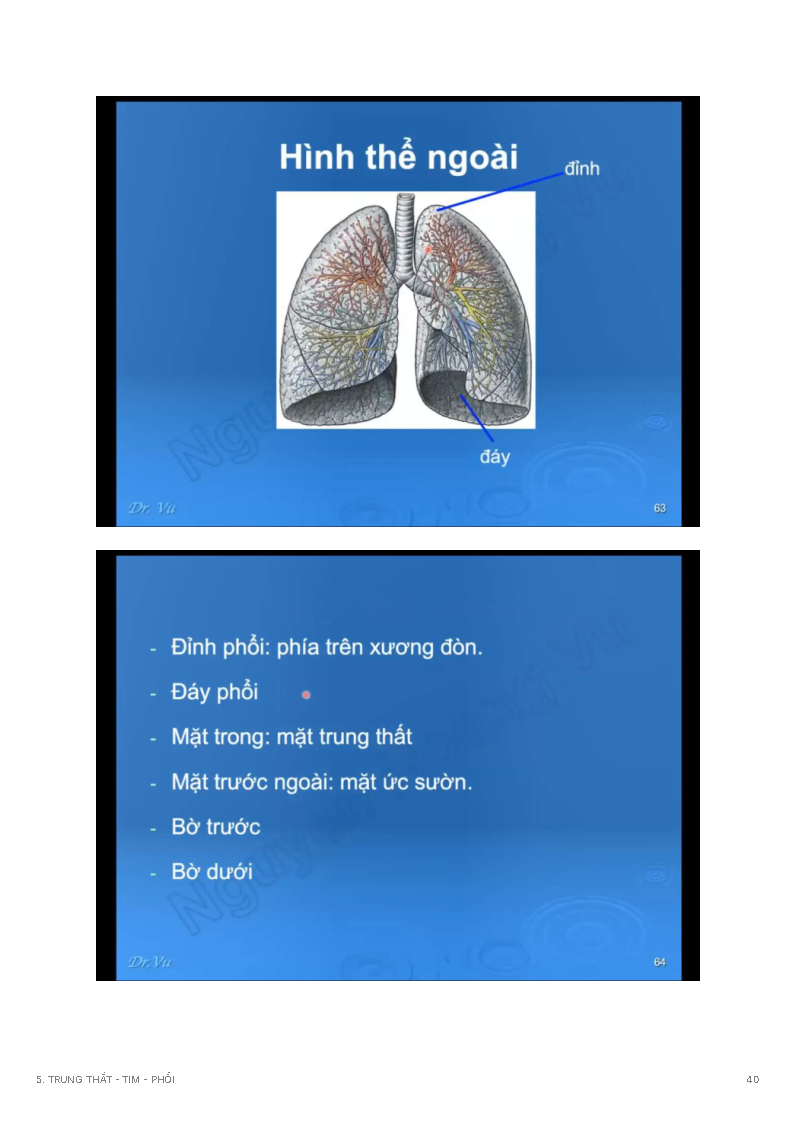 Hình thể ngoài
đỉnh
đáy
Dr. Vu
63
- Đỉnh phổi: phía trên xương đòn.
- Đáy phổi
- Mặt trong: mặt trung thất
- Mặt trước ngoài: mặt ức sườn.
- Bờ trước
- Bờ dưới
Dr.Vu
64
5. TRUNG THẤT - TIM - PHỔI
40